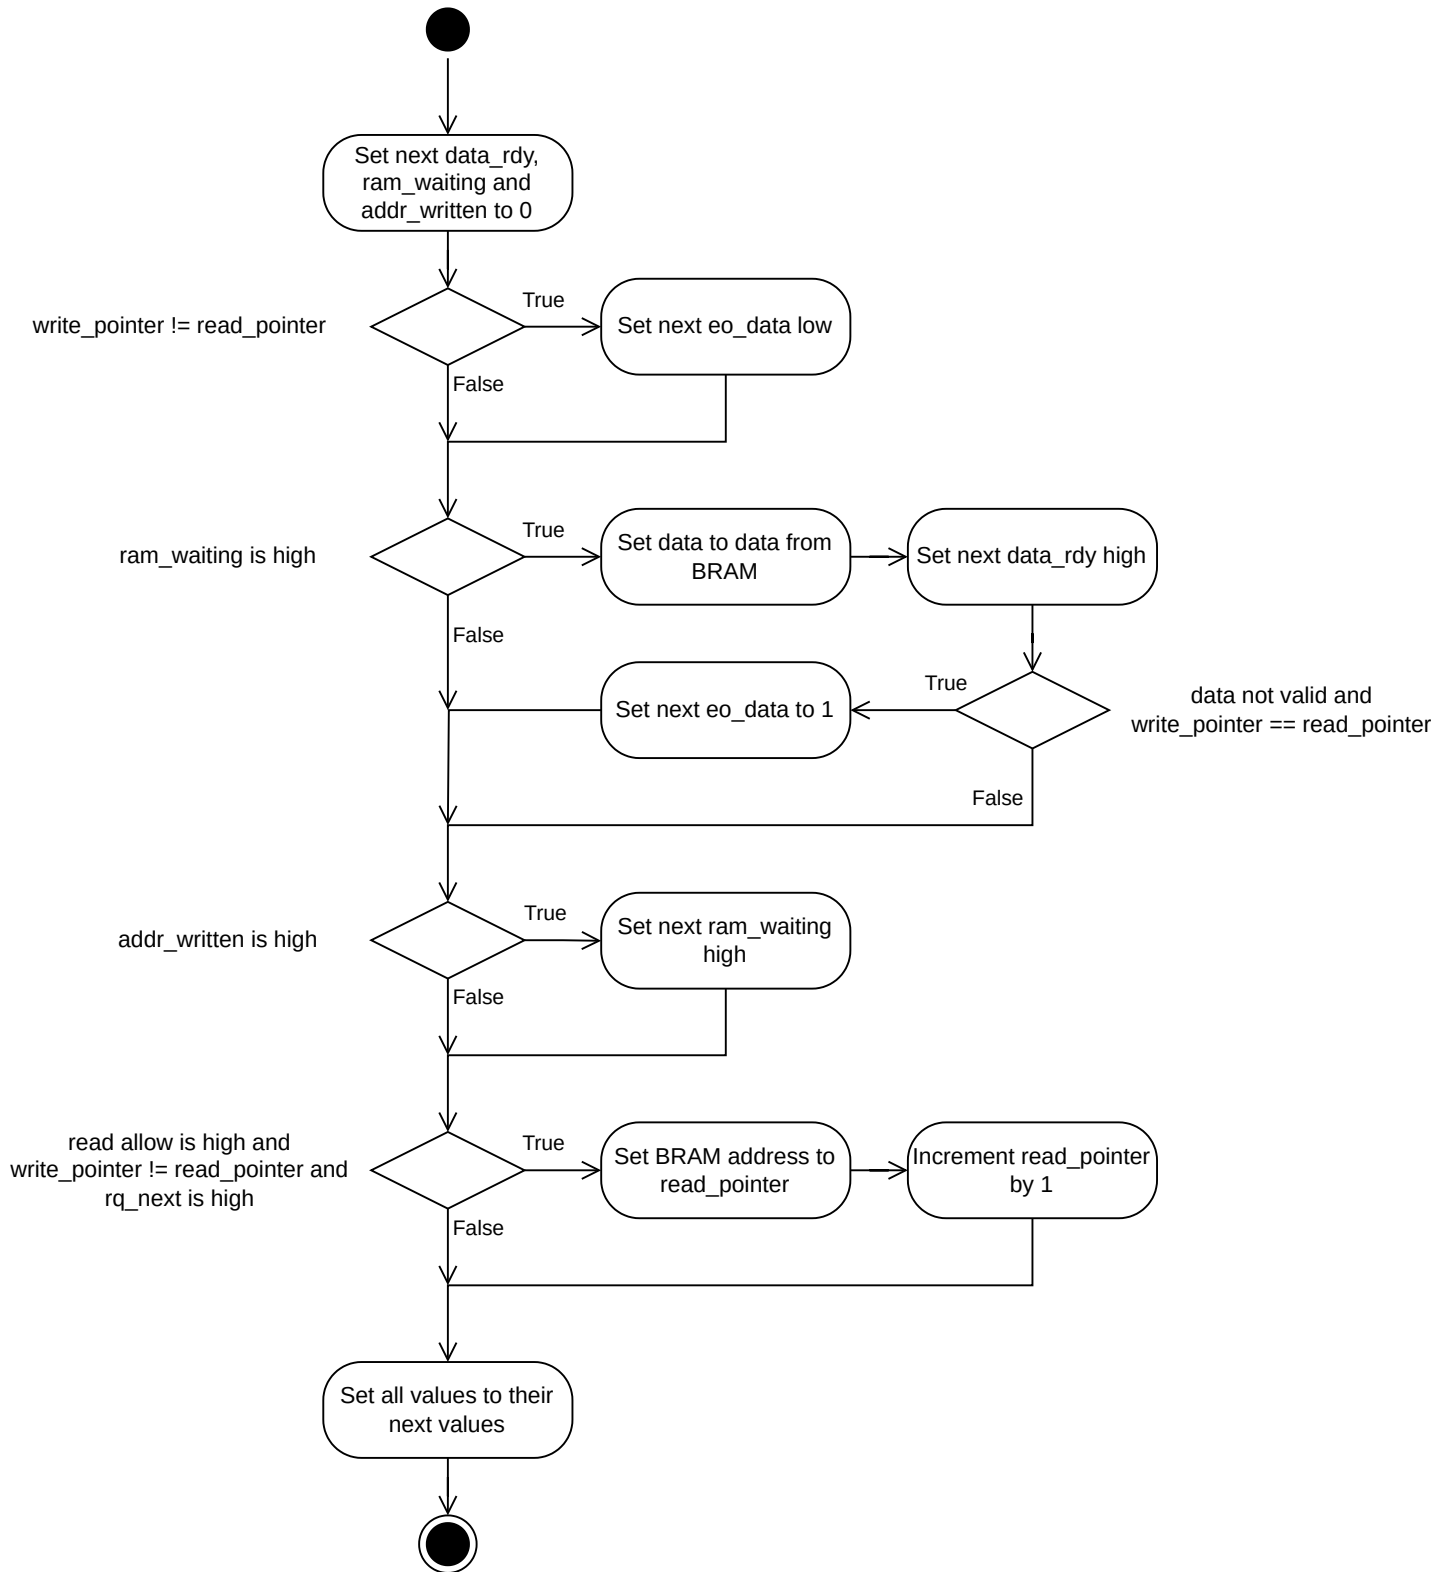 Set next data_rdy,
ram_waiting and
addr_written to 0
write_pointer != read_pointer
True
Set next eo_data low
False
ram_waiting is high
True
Set data to data from
BRAM
Set next data_rdy high
False
Set next eo_data to 1
True
data not valid and
write_pointer == read_pointer
False
addr_written is high
True
Set next ram_waiting
high
False
read allow is high and
write_pointer != read_pointer and
rq_next is high
True
Set BRAM address to
read_pointer
Increment read_pointer
by 1
False
Set all values to their
next values